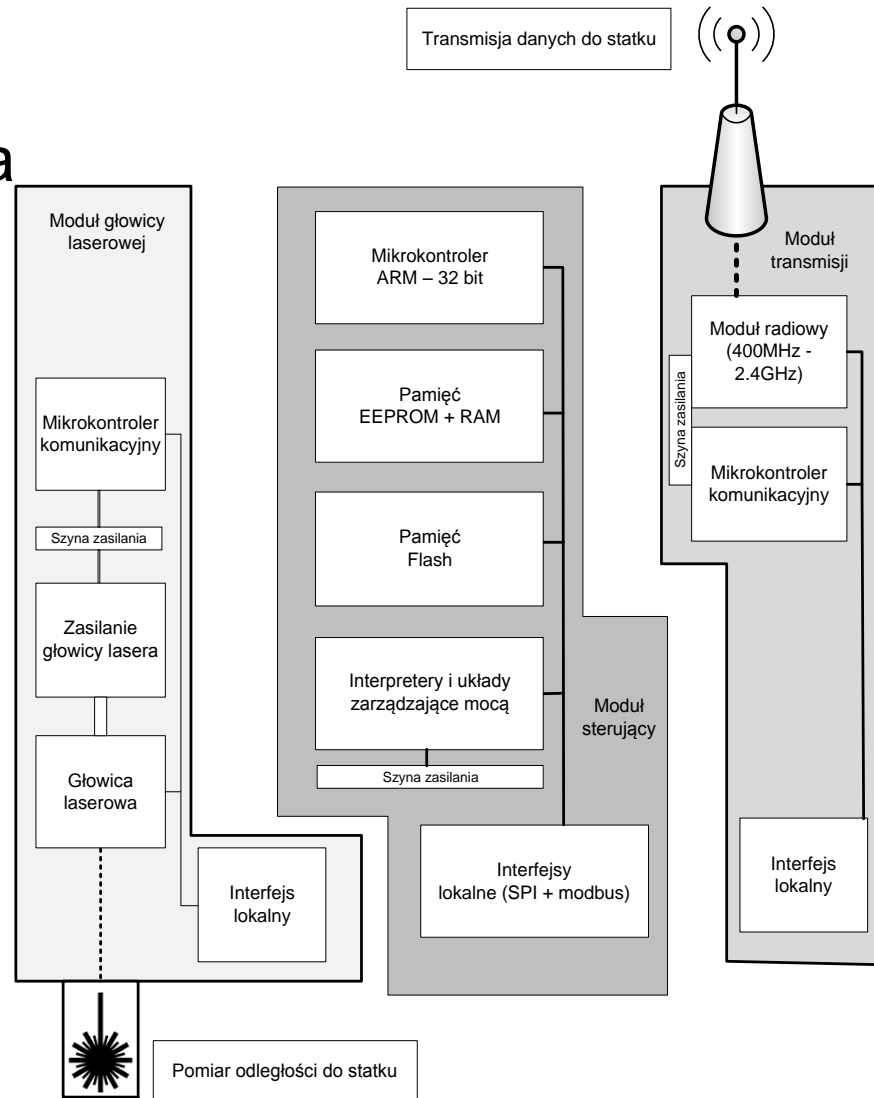 Transmisja danych do statku
a
Moduł głowicy
laserowej
Mikrokontroler
komunikacyjny
Szyna zasilania
Zasilanie
głowicy lasera
Głowica
laserowa
Interfejs
lokalny
Pomiar odległości do statku
Mikrokontroler
ARM – 32 bit
Pamięć
EEPROM + RAM
Pamięć
Flash
Interpretery i układy
zarządzające mocą
Szyna zasilania
Moduł
sterujący
Interfejsy
lokalne (SPI + modbus)
Moduł
transmisji
Moduł radiowy
(400MHz -
2.4GHz)
Szyna zasilania
Mikrokontroler
komunikacyjny
Interfejs
lokalny